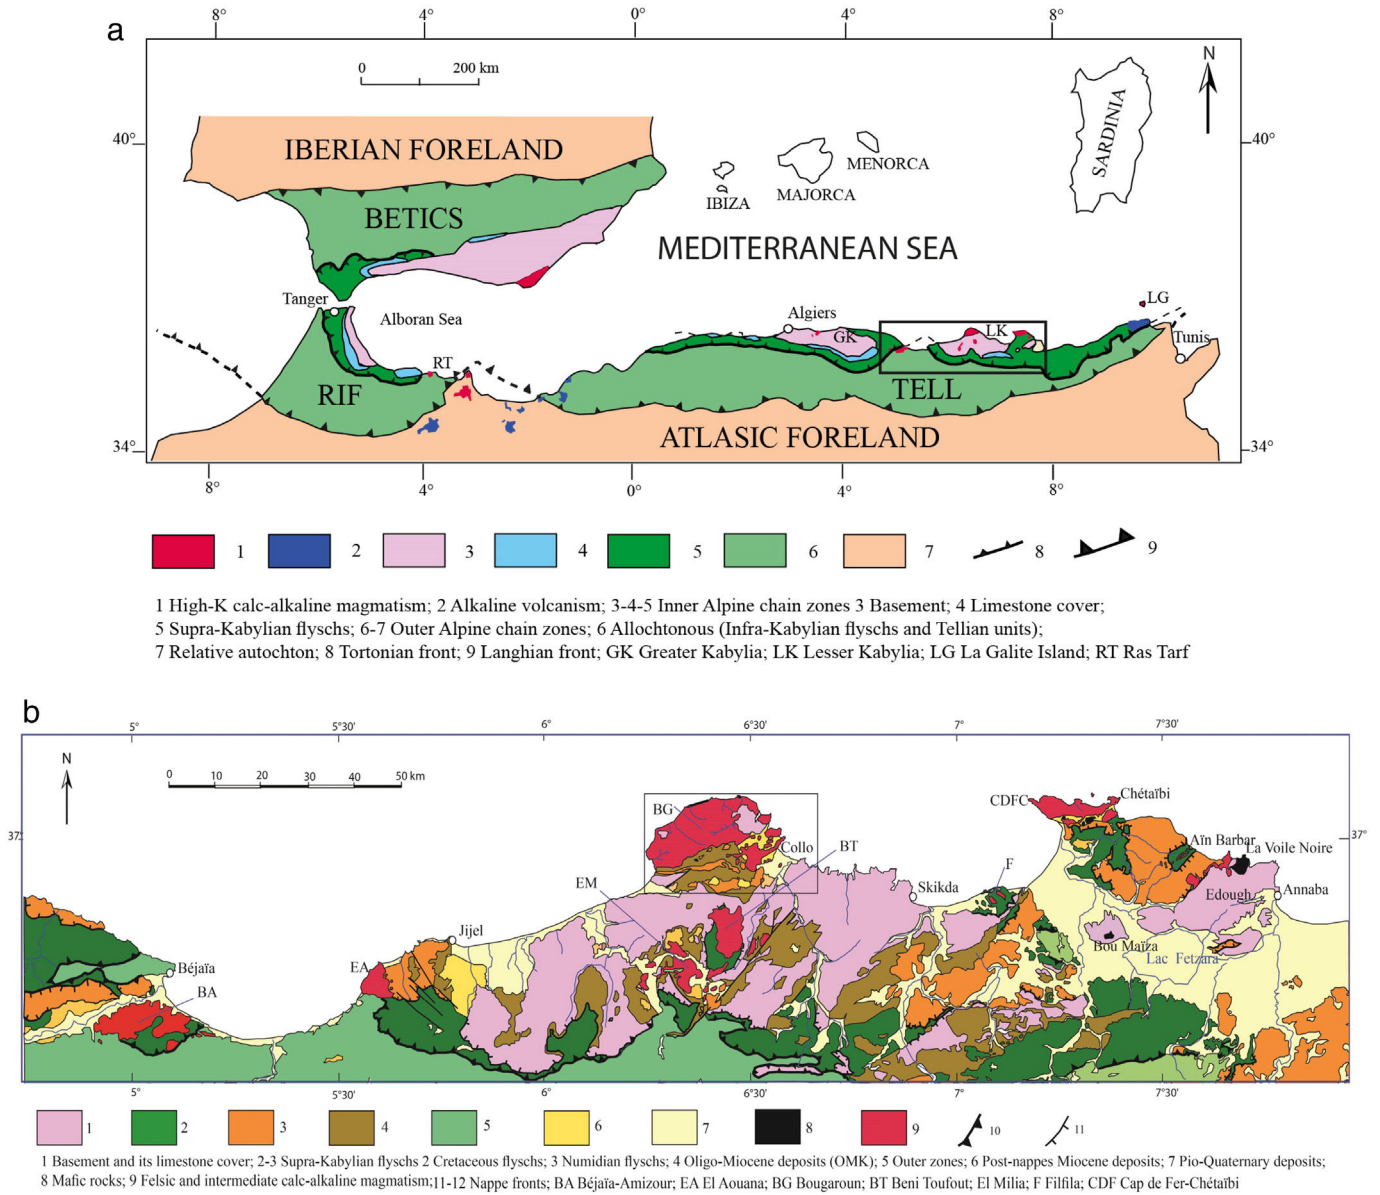 a
8° 4° 0° 4° 8°
0 200 km
N
40° 40°
IBERIAN FORELAND
SARDINIA
MENORCA
MAJORCA
IBIZA
BETICS
MEDITERRANEAN SEA
Tanger
Alboran Sea
Algiers
LG
LK
GK
Tunis
RT
RIF
TELL
ATLASIC FORELAND
34° 34°
8° 4° 0° 4° 8°
1 2 3 4 5 6 7 8 9
1 High-K calc-alkaline magmatism; 2 Alkaline volcanism; 3-4-5 Inner Alpine chain zones 3 Basement; 4 Limestone cover;
5 Supra-Kabylian flyschs; 6-7 Outer Alpine chain zones; 6 Allochtonous (Infra-Kabylian flyschs and Tellian units);
7 Relative autochton; 8 Tortonian front; 9 Langhian front; GK Greater Kabylia; LK Lesser Kabylia; LG La Galite Island; RT Ras Tarf
b
5° 5°30' 6° 6°30' 7° 7°30'
N
0 10 20 30 40 50 km
37° 37°
BG
CDFC
Chétaïbi
Collo
BT
Aïn Barbar
La Voile Noire
EM
F
Skikda
Edough
Annaba
Jijel
Bou Maïza
Lac Fetzara
Béjaïa
EA
BA
5° 5°30' 6° 6°30' 7° 7°30'
1 2 3 4 5 6 7 8 9 10 11
1 Basement and its limestone cover; 2-3 Supra-Kabylian flyschs 2 Cretaceous flyschs; 3 Numidian flyschs; 4 Oligo-Miocene deposits (OMK); 5 Outer zones; 6 Post-nappes Miocene deposits; 7 Pio-Quaternary deposits;
8 Mafic rocks; 9 Felsic and intermediate calc-alkaline magmatism;11-12 Nappe fronts; BA Béjaïa-Amizour; EA El Aouana; BG Bougaroun; BT Beni Toufout; El Milia; F Filfila; CDF Cap de Fer-Chétaïbi